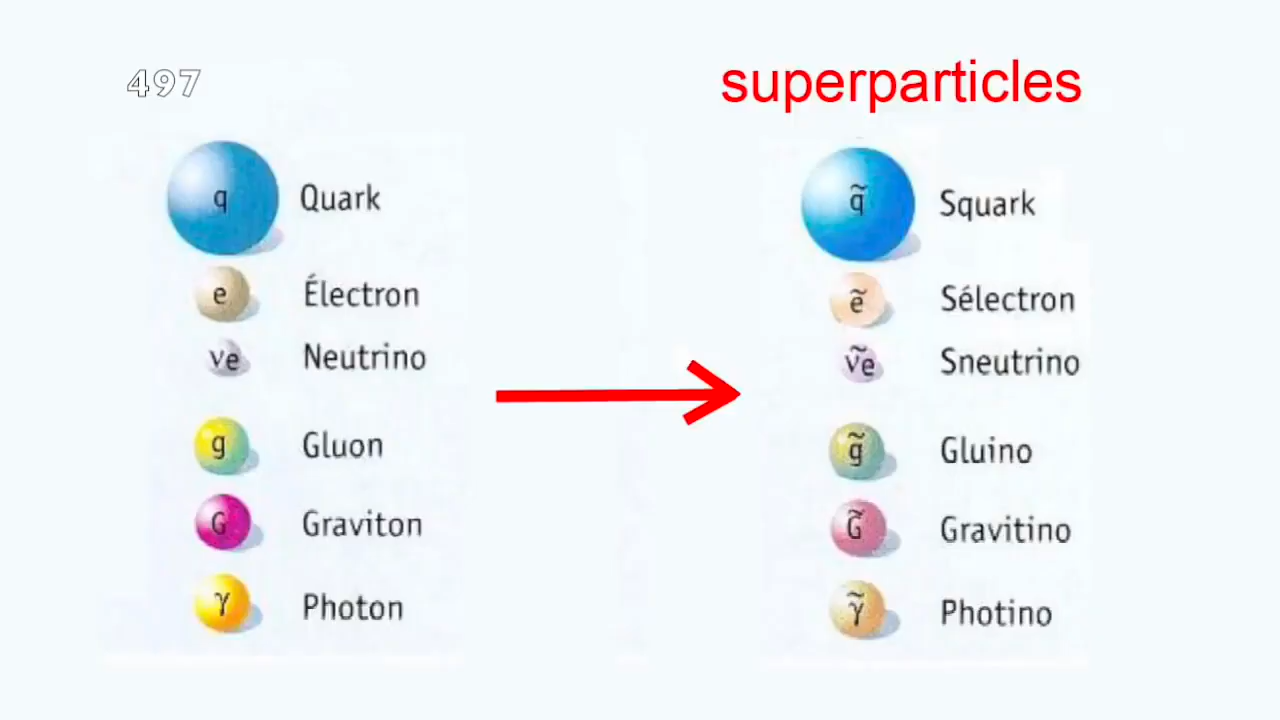 497
superparticles
q Quark
e Électron
νe Neutrino
g Gluon
G Graviton
γ Photon
q̃ Squark
ẽ Sélectron
ν̃e Sneutrino
g̃ Gluino
G̃ Gravitino
γ̃ Photino